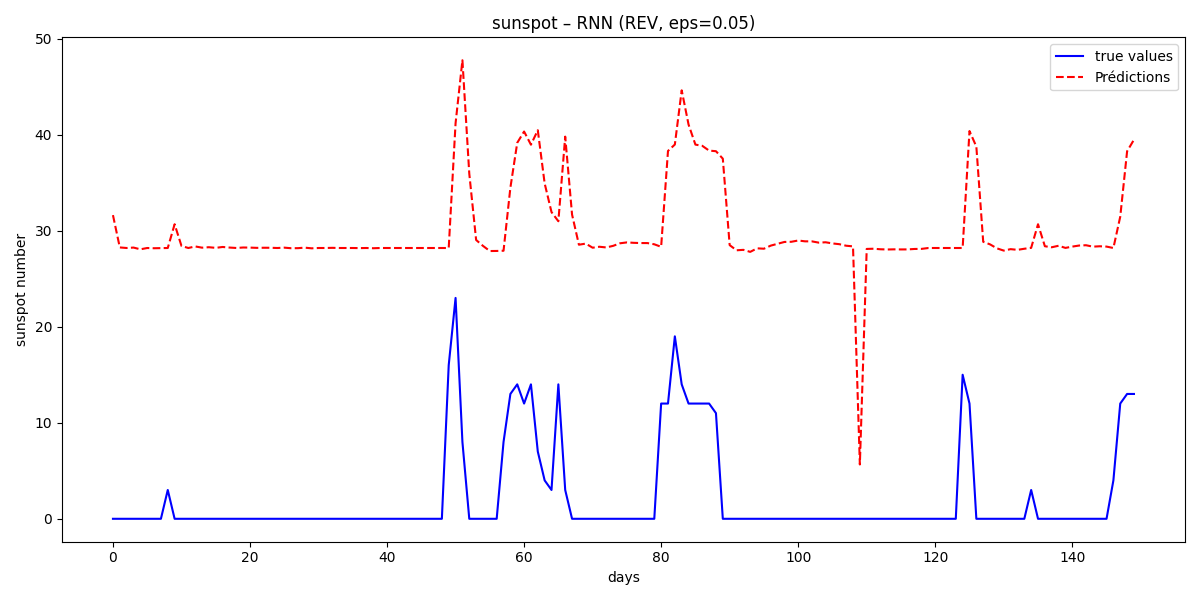 sunspot – RNN (REV, eps=0.05)
50
40
30
20
10
0
sunspot number
true values
Prédictions
0 20 40 60 80 100 120 140
days